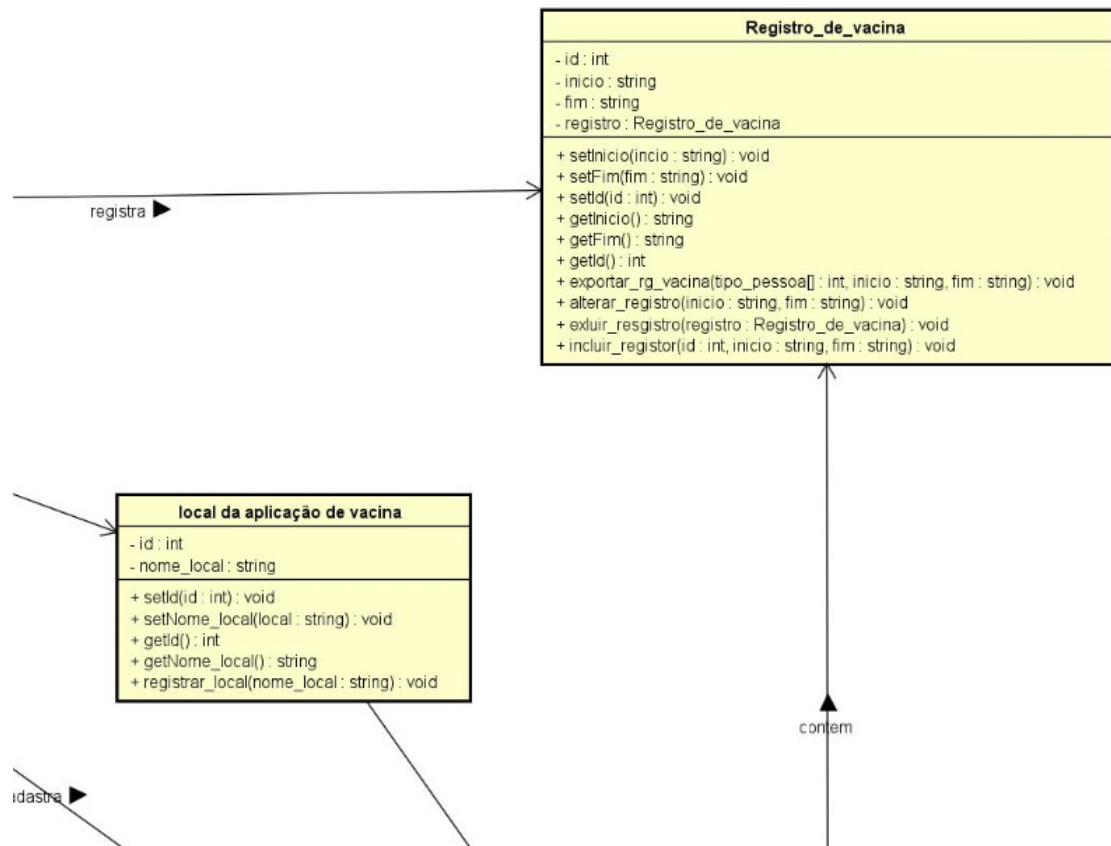 Registro_de_vacina
- id : int
- inicio : string
- fim : string
- registro : Registro_de_vacina
+ setInicio(incio : string) : void
+ setFim(fim : string) : void
+ setId(id : int) : void
+ getInicio() : string
+ getFim() : string
+ getId() : int
+ exportar_rg_vacina(tipo_pessoa[] : int, inicio : string, fim : string) : void
+ alterar_registro(inicio : string, fim : string) : void
+ exluir_resgistro(registro : Registro_de_vacina) : void
+ incluir_registor(id : int, inicio : string, fim : string) : void
registra
local da aplicação de vacina
- id : int
- nome_local : string
+ setId(id : int) : void
+ setNome_local(local : string) : void
+ getId() : int
+ getNome_local() : string
+ registrar_local(nome_local : string) : void
contem
adastra